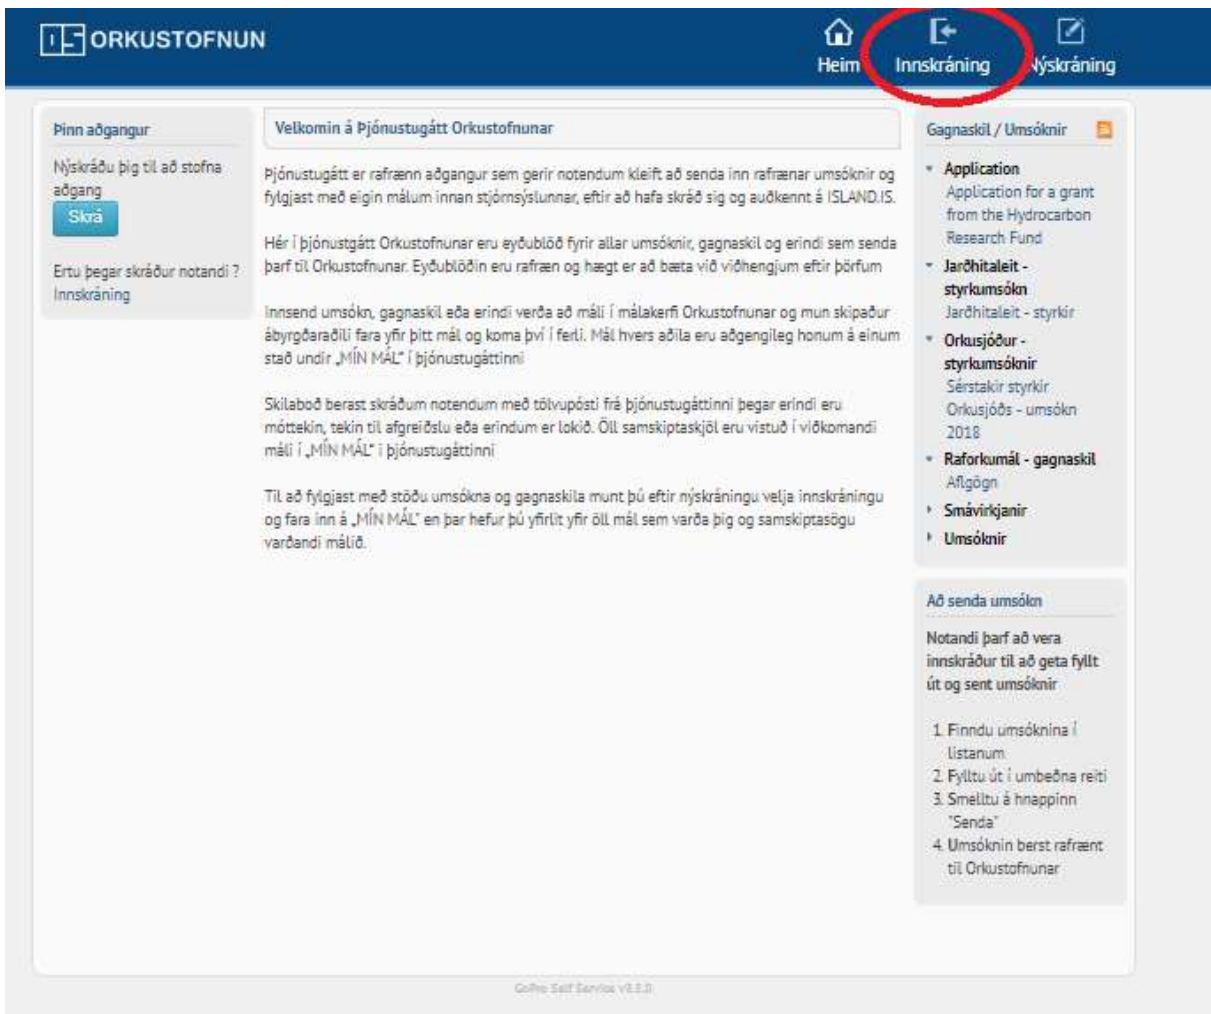 ORKUSTOFNUN
Heim
Innskráning
Nýskráning
Þinn aðgangur
Nýskráðu þig til að stofna
aðgang
Skrá
Ertu þegar skráður notandi ?
Innskráning
Velkomin á Þjónustugátt Orkustofnunar
Þjónustugátt er rafrænn aðgangur sem gerir notendum kleift að senda inn rafrænar umsóknir og
fylgjast með eigin málum innan stjórnsýslunnar, eftir að hafa skráð sig og auðkennt á ISLAND.IS.
Hér í þjónustgátt Orkustofnunar eru eyðublöð fyrir allar umsóknir, gagnaskil og erindi sem senda
þarf til Orkustofnunar. Eyðublöðin eru rafræn og hægt er að bæta við viðhengjum eftir þörfum
Innsend umsókn, gagnaskil eða erindi verða að máli í málakerfi Orkustofnunar og mun skipaður
ábyrgðaraðili fara yfir þitt mál og koma því í ferli. Mál hvers aðila eru aðgengileg honum á einum
stað undir „MÍN MÁL" í þjónustugáttinni
Skilaboð berast skráðum notendum með tölvupósti frá þjónustugáttinni þegar erindi eru
móttekin, tekin til afgreiðslu eða erindum er lokið. Öll samskiptaskjöl eru vistuð í viðkomandi
máli í „MÍN MÁL" i þjónustugáttinni
Til að fylgjast með stöðu umsókna og gagnaskila munt þú eftir nýskráningu velja innskráningu
og fara inn á „MÍN MÁL" en þar hefur þú yfirlit yfir öll mál sem varða þig og samskiptasögu
varðandi málið.
Gagnaskil / Umsóknir
Application
Application for a grant
from the Hydrocarbon
Research Fund
Jarðhitaleit -
styrkumsókn
Jarðhitaleit - styrkir
Orkusjóður -
styrkumsóknir
Sérstakir styrkir
Orkusjóðs - umsókn
2018
Raforkumál - gagnaskil
Aflgögn
Smávirkjanir
Umsóknir
Að senda umsókn
Notandi þarf að vera
innskráður til að geta fyllt
út og sent umsóknir
1. Finndu umsóknina í
listanum
2. Fylltu út í umbeðna reiti
3. Smelltu á hnappinn
"Senda"
4. Umsóknin berst rafrænt
til Orkustofnunar
GoPro Self Service